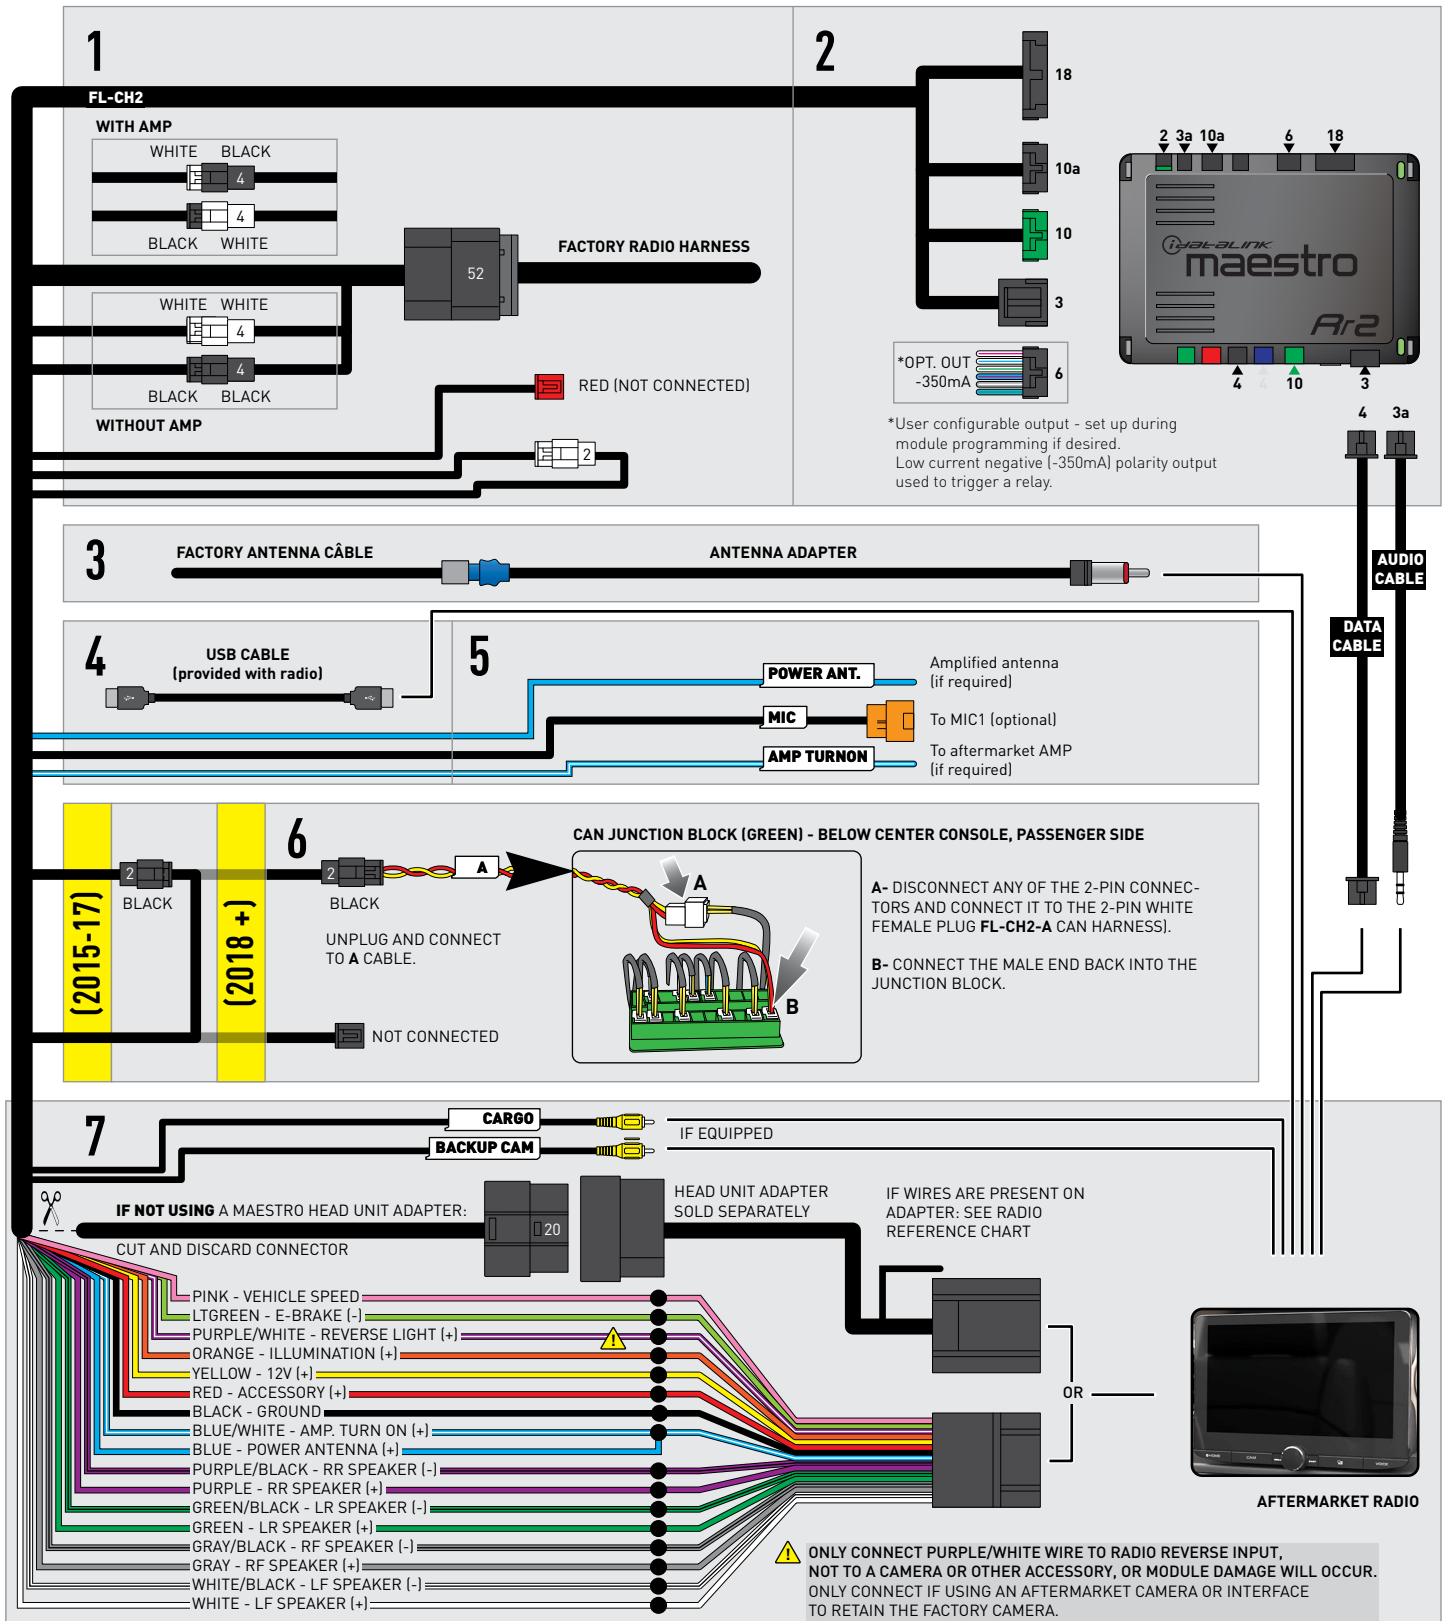 1
FL-CH2
WITH AMP
WHITE BLACK
4
4
BLACK WHITE
FACTORY RADIO HARNESS
52
WHITE WHITE
4
4
BLACK BLACK
WITHOUT AMP
RED (NOT CONNECTED)
2
2
18
10a
10
3
*OPT. OUT
-350mA
6
*User configurable output - set up during
module programming if desired.
Low current negative (-350mA) polarity output
used to trigger a relay.
2 3a 10a 6 18
iDatalink
maestro
Rr2
4 4 10 3
4 3a
AUDIO
CABLE
DATA
CABLE
3
FACTORY ANTENNA CÂBLE
ANTENNA ADAPTER
4
USB CABLE
(provided with radio)
5
POWER ANT.
Amplified antenna
(if required)
MIC
To MIC1 (optional)
AMP TURNON
To aftermarket AMP
(if required)
(2015-17)
2
BLACK
(2018 +)
6
2
BLACK
A
UNPLUG AND CONNECT
TO A CABLE.
NOT CONNECTED
CAN JUNCTION BLOCK (GREEN) - BELOW CENTER CONSOLE, PASSENGER SIDE
A
B
A- DISCONNECT ANY OF THE 2-PIN CONNEC-
TORS AND CONNECT IT TO THE 2-PIN WHITE
FEMALE PLUG FL-CH2-A CAN HARNESS).
B- CONNECT THE MALE END BACK INTO THE
JUNCTION BLOCK.
7
CARGO
BACKUP CAM
IF EQUIPPED
IF NOT USING A MAESTRO HEAD UNIT ADAPTER:
CUT AND DISCARD CONNECTOR
20
HEAD UNIT ADAPTER
SOLD SEPARATELY
IF WIRES ARE PRESENT ON
ADAPTER: SEE RADIO
REFERENCE CHART
PINK - VEHICLE SPEED
LTGREEN - E-BRAKE (-)
PURPLE/WHITE - REVERSE LIGHT (+)
ORANGE - ILLUMINATION (+)
YELLOW - 12V (+)
RED - ACCESSORY (+)
BLACK - GROUND
BLUE/WHITE - AMP. TURN ON (+)
BLUE - POWER ANTENNA (+)
PURPLE/BLACK - RR SPEAKER (-)
PURPLE - RR SPEAKER (+)
GREEN/BLACK - LR SPEAKER (-)
GREEN - LR SPEAKER (+)
GRAY/BLACK - RF SPEAKER (-)
GRAY - RF SPEAKER (+)
WHITE/BLACK - LF SPEAKER (-)
WHITE - LF SPEAKER (+)
OR
AFTERMARKET RADIO
ONLY CONNECT PURPLE/WHITE WIRE TO RADIO REVERSE INPUT,
NOT TO A CAMERA OR OTHER ACCESSORY, OR MODULE DAMAGE WILL OCCUR.
ONLY CONNECT IF USING AN AFTERMARKET CAMERA OR INTERFACE
TO RETAIN THE FACTORY CAMERA.